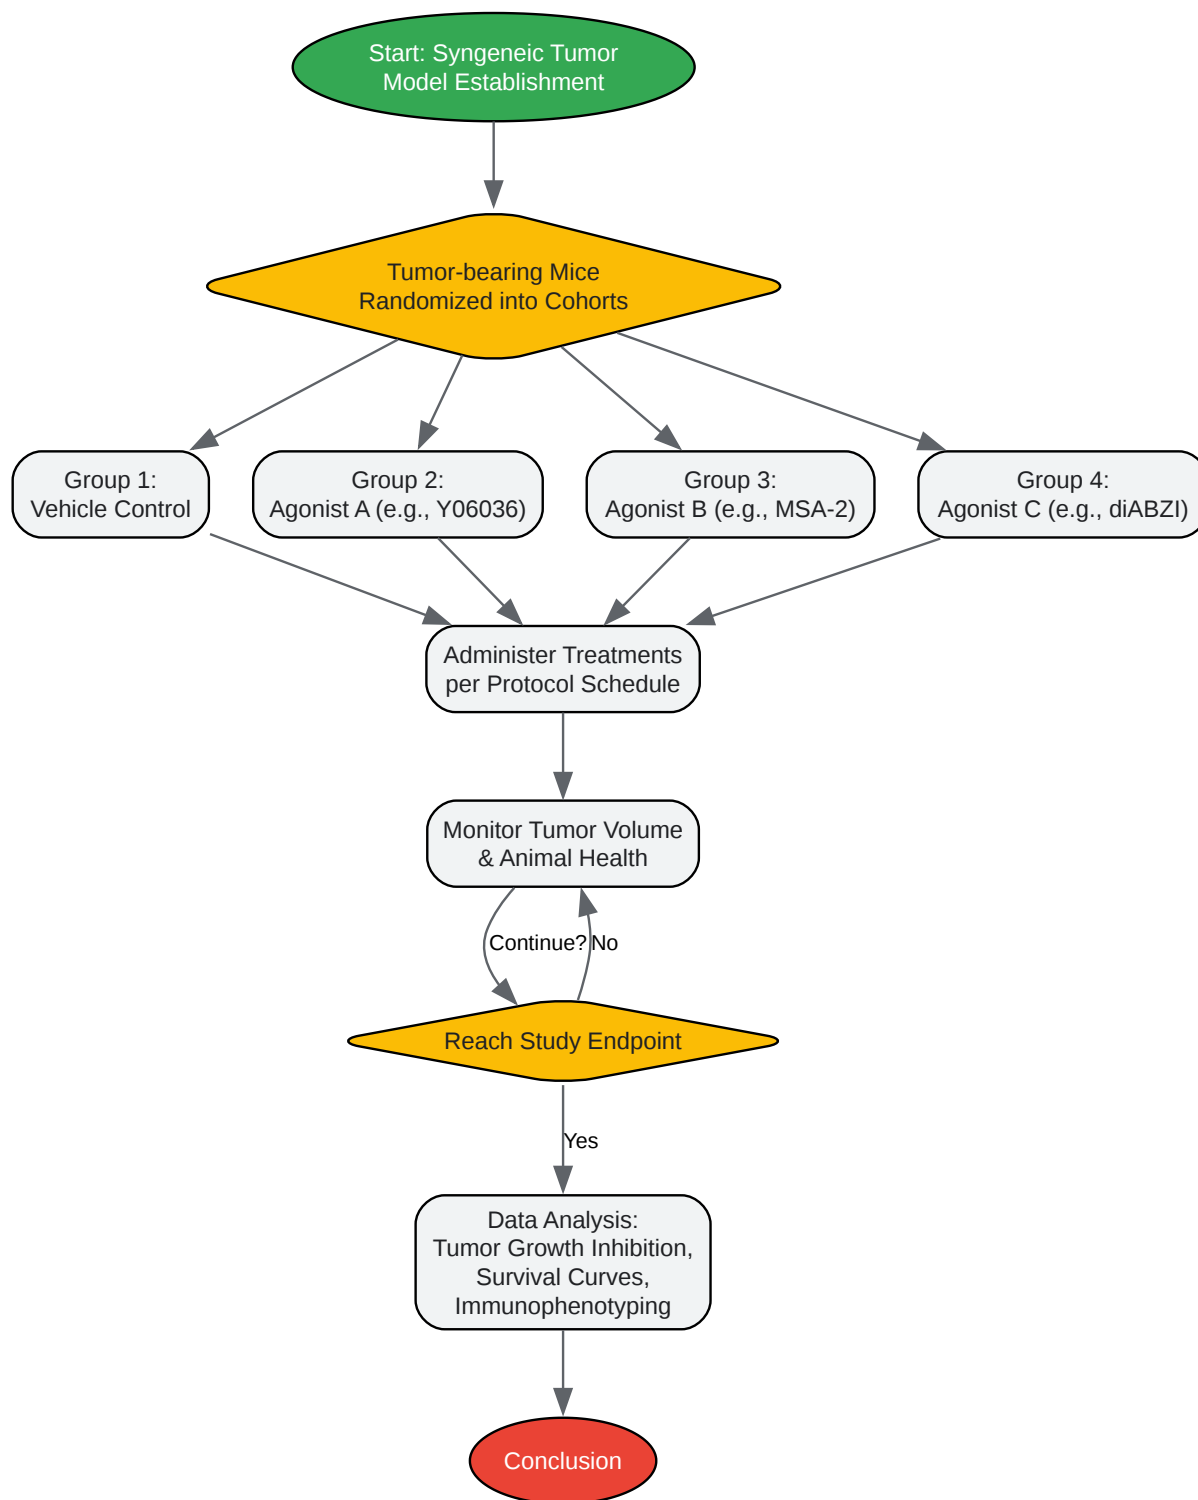 Start: Syngeneic Tumor
Model Establishment
Tumor-bearing Mice
Randomized into Cohorts
Group 1:
Vehicle Control
Group 2:
Agonist A (e.g., Y06036)
Group 3:
Agonist B (e.g., MSA-2)
Group 4:
Agonist C (e.g., diABZI)
Administer Treatments
per Protocol Schedule
Monitor Tumor Volume
& Animal Health
Continue?
No
Reach Study Endpoint
Yes
Data Analysis:
Tumor Growth Inhibition,
Survival Curves,
Immunophenotyping
Conclusion